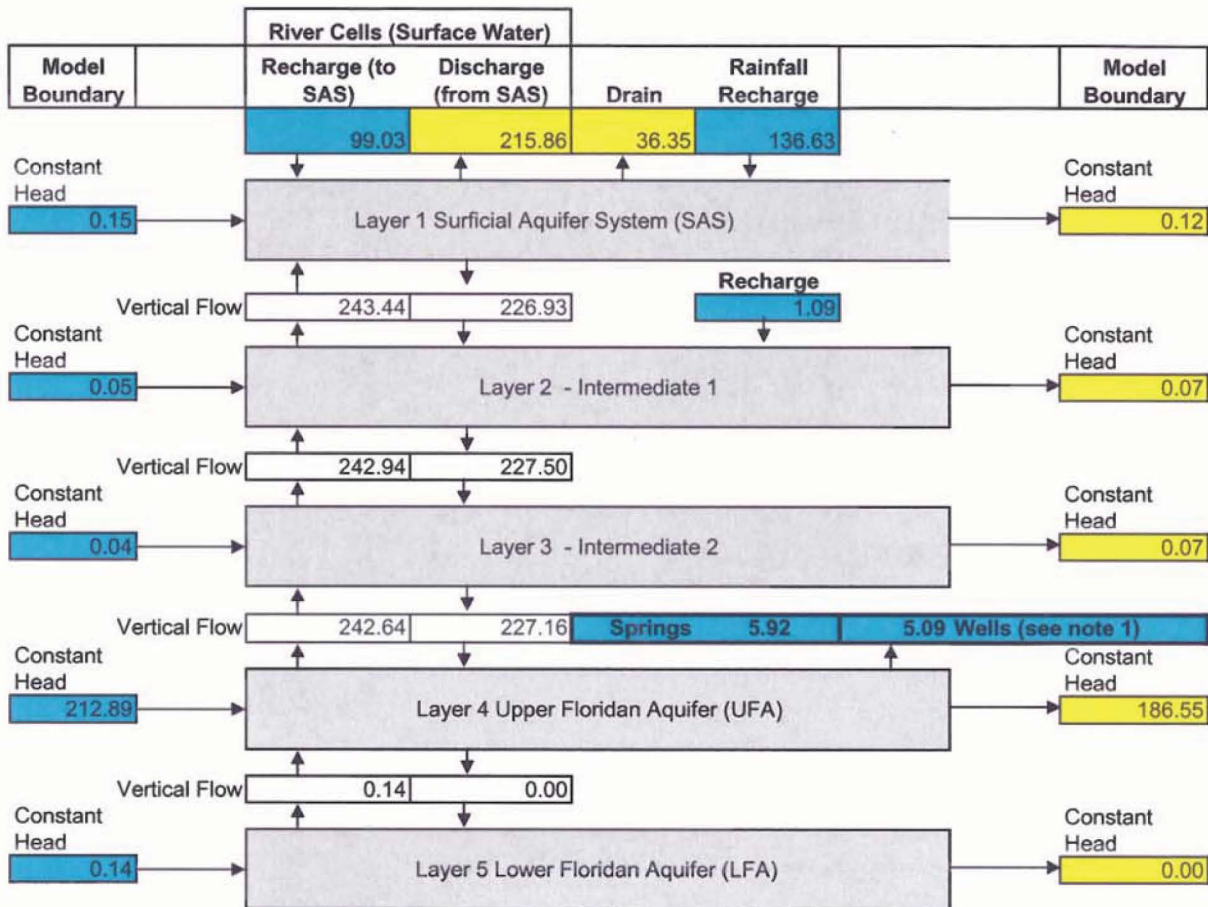 River Cells (Surface Water)
Model Boundary Recharge (to SAS) Discharge (from SAS) Drain Rainfall Recharge Model Boundary
99.03 215.86 36.35 136.63
Constant Head Constant Head
0.15 Layer 1 Surficial Aquifer System (SAS) 0.12
Recharge
Vertical Flow 243.44 226.93 1.09
Constant Head Constant Head
0.05 Layer 2 - Intermediate 1 0.07
Vertical Flow 242.94 227.50
Constant Head Constant Head
0.04 Layer 3 - Intermediate 2 0.07
Vertical Flow 242.64 227.16 Springs 5.92 5.09 Wells (see note 1)
Constant Head Constant Head
212.89 Layer 4 Upper Floridan Aquifer (UFA) 186.55
Vertical Flow 0.14 0.00
Constant Head Constant Head
0.14 Layer 5 Lower Floridan Aquifer (LFA) 0.00